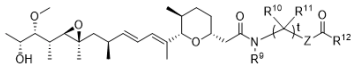 R10 R11
O O O
O t
N Z R12
OH R9